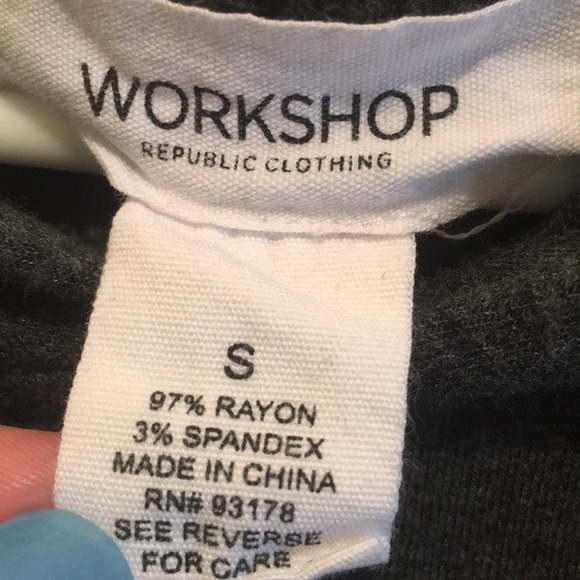 WORKSHOP
REPUBLIC CLOTHING
S
97% RAYON
3% SPANDEX
MADE IN CHINA
RN# 93178
SEE REVERSE
FOR CARE